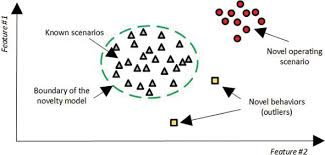 Feature #1
Known scenarios
Boundary of the
novelty model
Novel operating
scenario
Novel behaviors
(outliers)
Feature #2